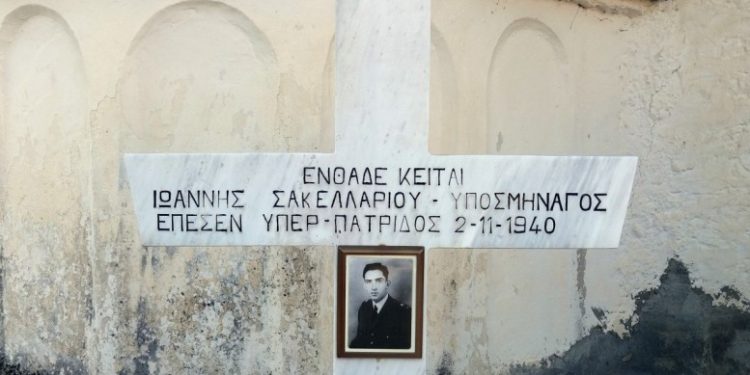 ΕΝΘΑΔΕ ΚΕΙΤΑΙ
ΙΩΑΝΝΗΣ ΣΑΚΕΛΛΑΡΙΟΥ - ΥΠΟΣΜΗΝΑΓΟΣ
ΕΠΕΣΕΝ ΥΠΕΡ-ΠΑΤΡΙΔΟΣ 2-11-1940